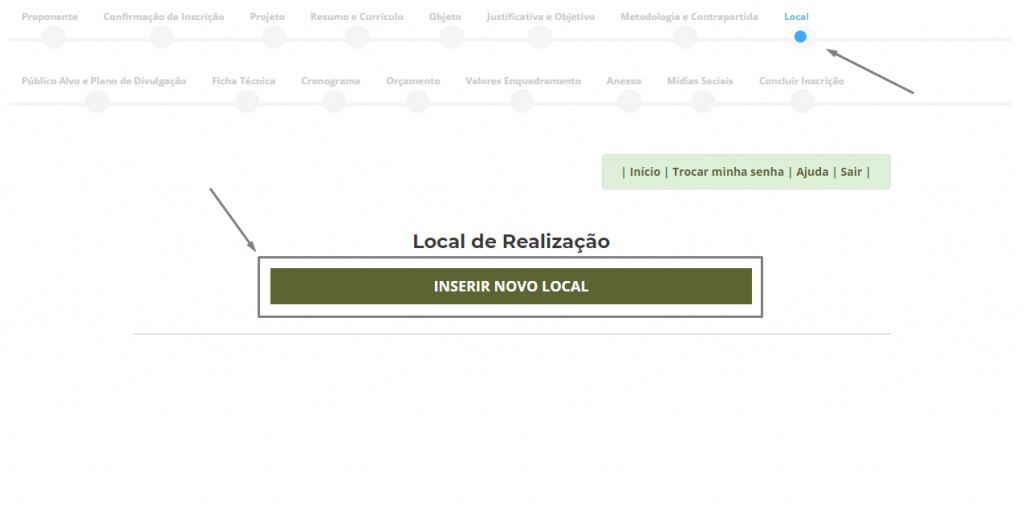 Proponente Confirmação da Inscrição Projeto Resumo e Currículo Objeto Justificativa e Objetivo Metodologia e Contrapartida Local
Público Alvo e Plano de Divulgação Ficha Técnica Cronograma Orçamento Valores Enquadramento Anexos Mídias Sociais Concluir Inscrição
| Início | Trocar minha senha | Ajuda | Sair |
Local de Realização
INSERIR NOVO LOCAL